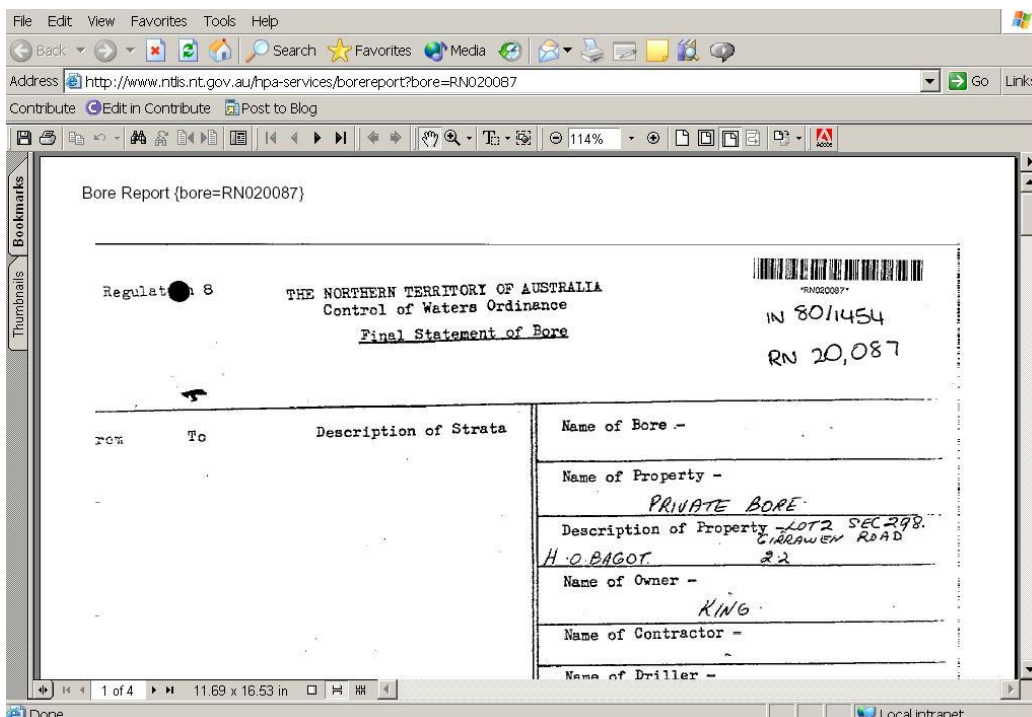 File Edit View Favorites Tools Help
Back Search Favorites Media
Address http://www.ntlis.nt.gov.au/hpa-services/borereport?bore=RN020087 Go Links
Contribute Edit in Contribute Post to Blog
114%
Bookmarks
Thumbnails
Bore Report {bore=RN020087}
Regulat n 8
THE NORTHERN TERRITORY OF AUSTRALIA
Control of Waters Ordinance
Final Statement of Bore
*RN020087*
IN 80/1454
RN 20,087
rom To Description of Strata
Name of Bore -
Name of Property -
PRIVATE BORE
Description of Property - LOT 2 SEC 298.
GIRRAWEN ROAD
H.O.BAGOT. 22
Name of Owner -
KING
Name of Contractor -
Name of Driller -
1 of 4 11.69 x 16.53 in
Done Local intranet